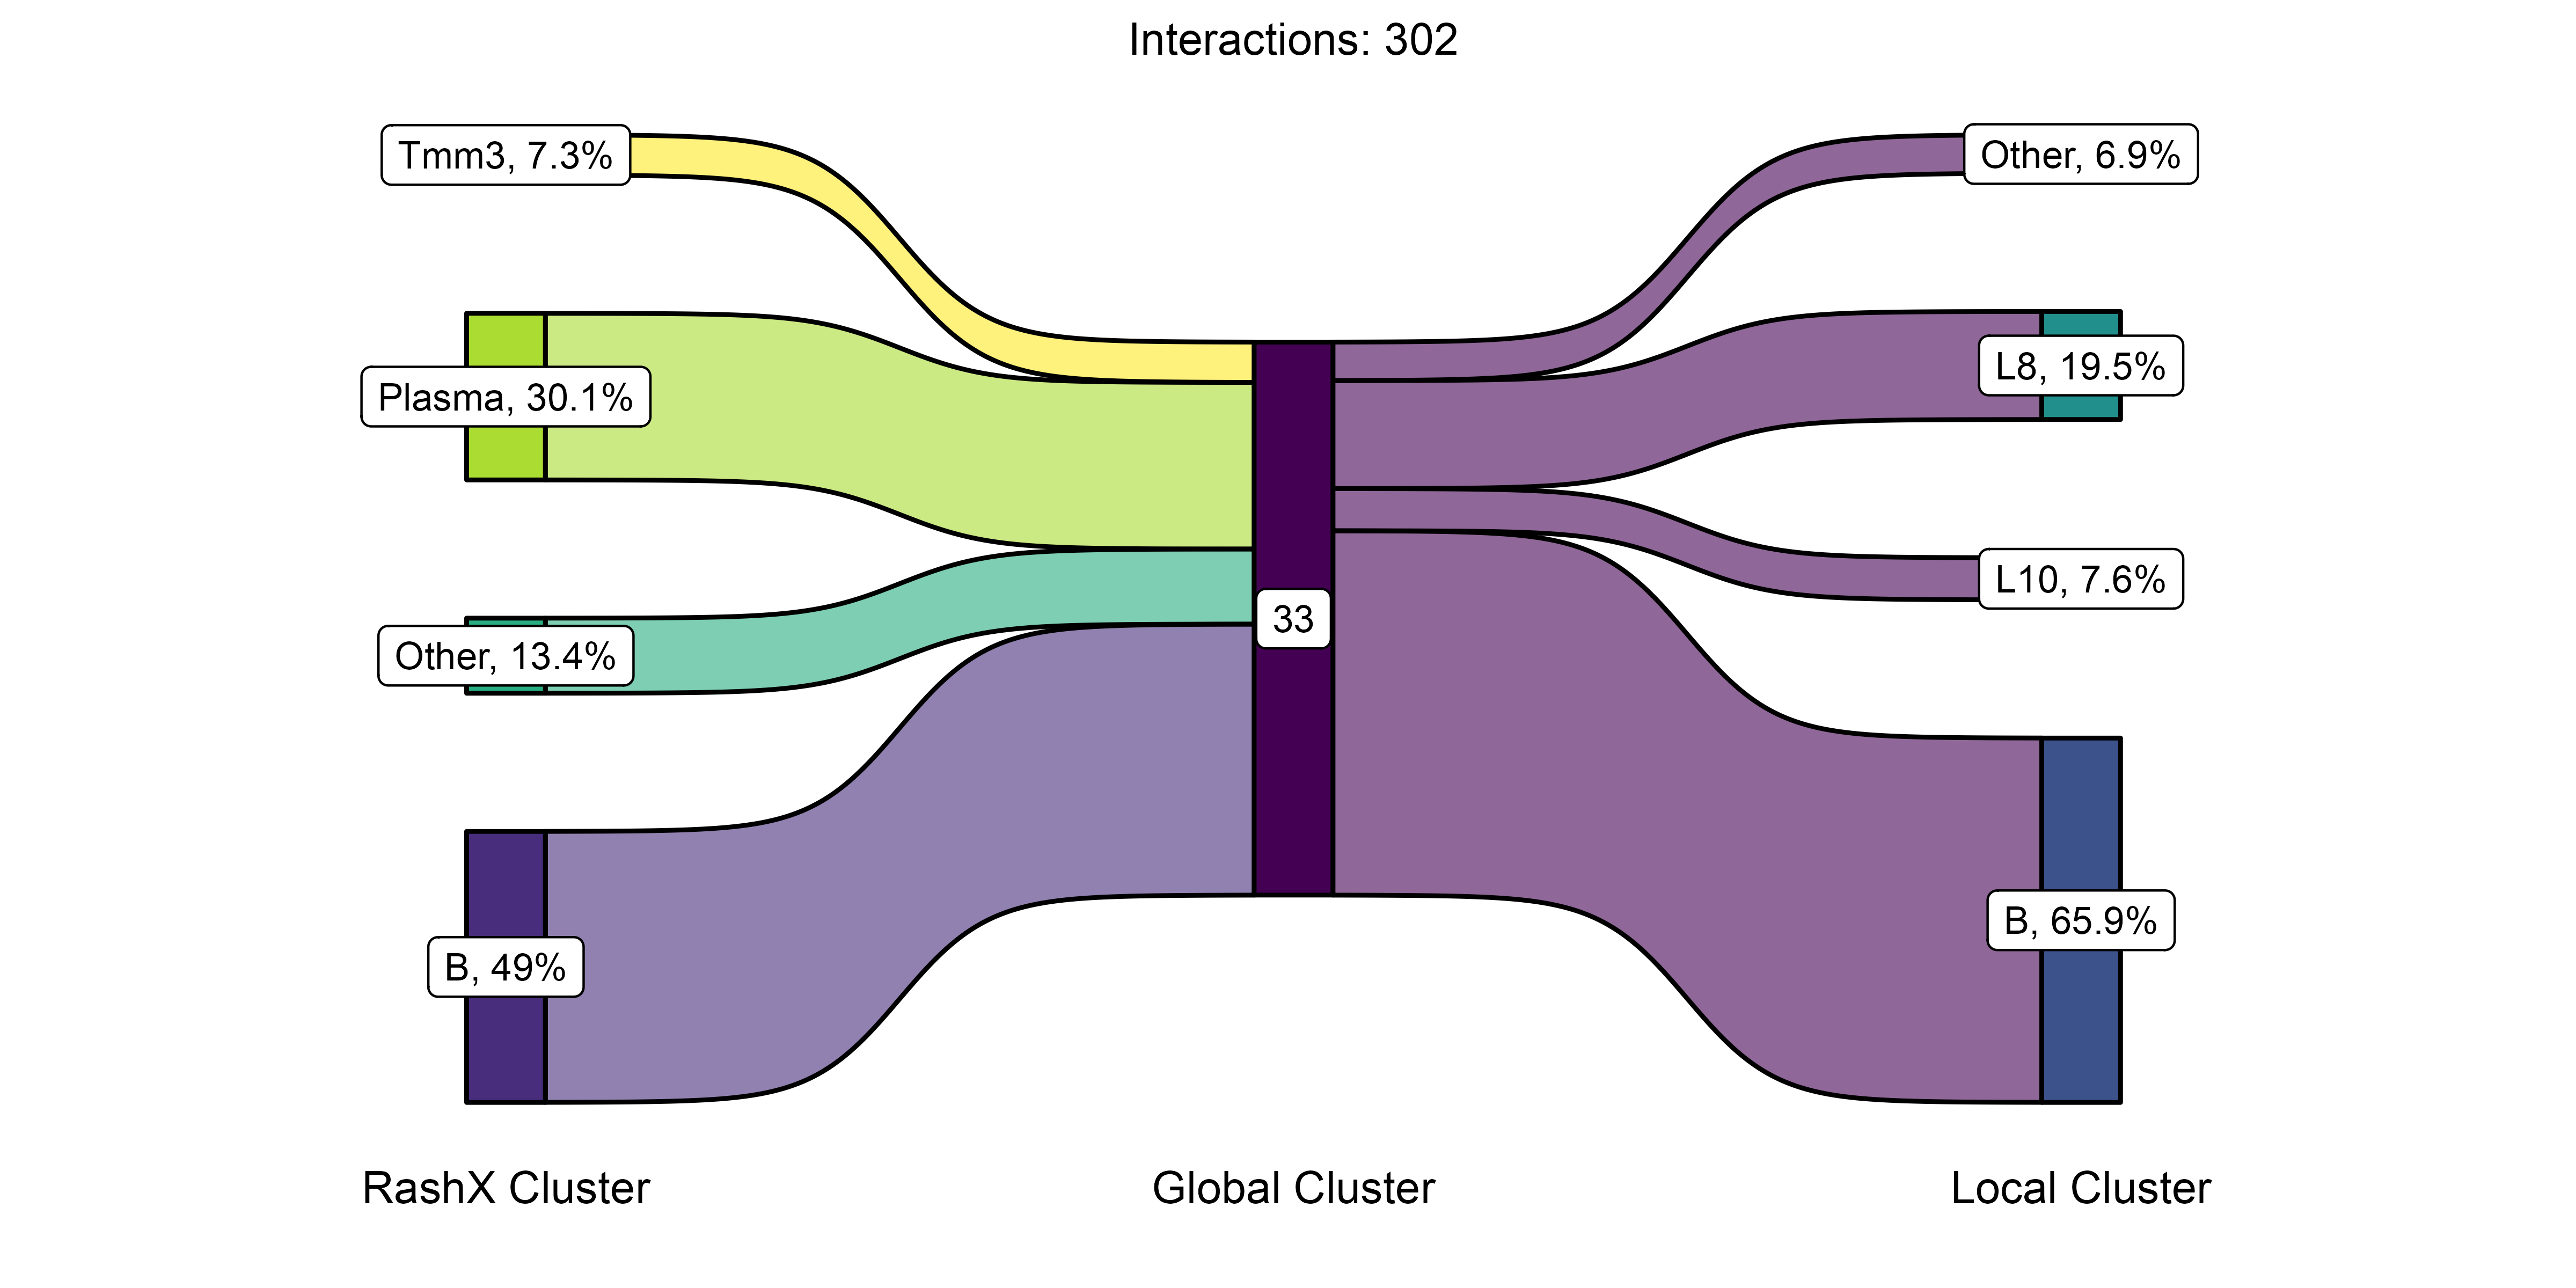 Interactions: 302
Tmm3, 7.3%
Plasma, 30.1%
Other, 13.4%
B, 49%
33
Other, 6.9%
L8, 19.5%
L10, 7.6%
B, 65.9%
RashX Cluster
Global Cluster
Local Cluster